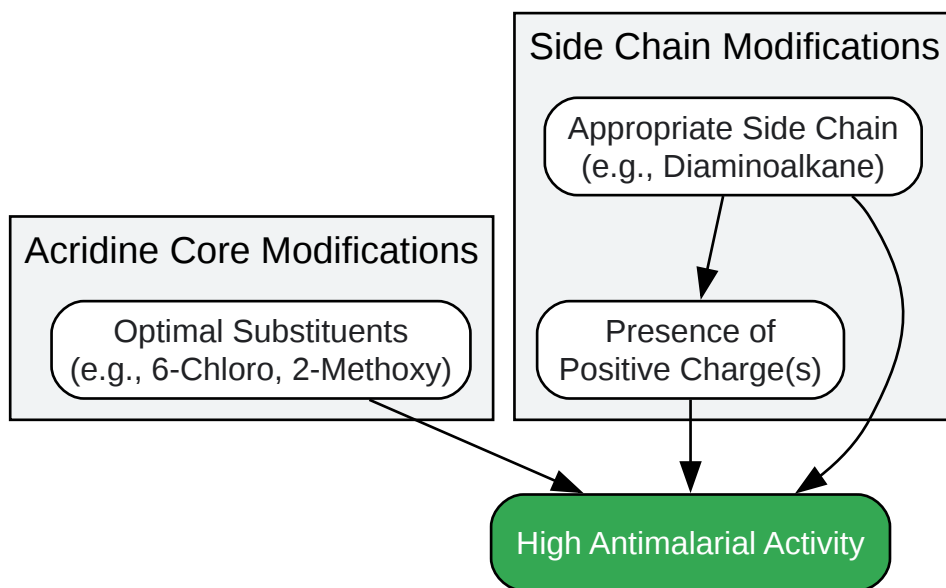 Side Chain Modifications
Appropriate Side Chain
(e.g., Diaminoalkane)
Acridine Core Modifications
Optimal Substituents
(e.g., 6-Chloro, 2-Methoxy)
Presence of
Positive Charge(s)
High Antimalarial Activity